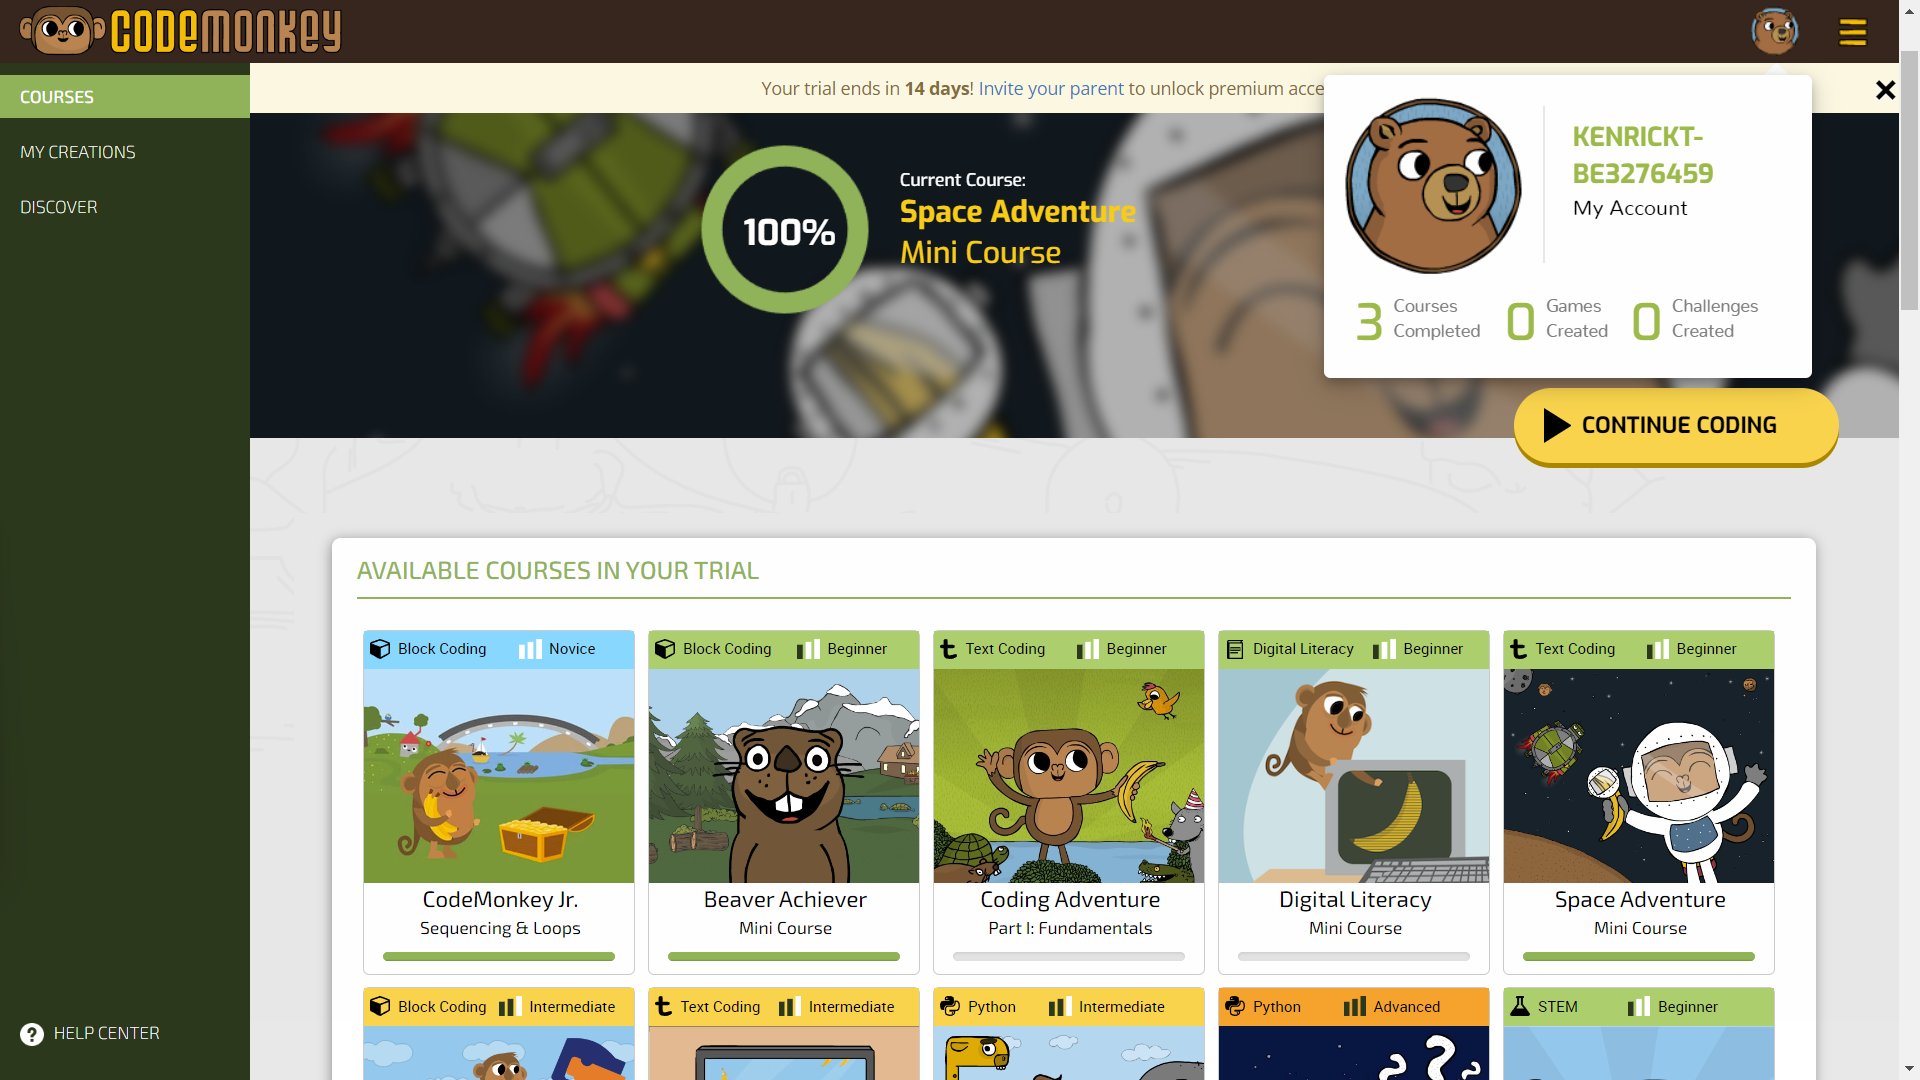 CODEMONKEY
COURSES
MY CREATIONS
DISCOVER
HELP CENTER
Your trial ends in 14 days! Invite your parent to unlock premium acce
Current Course:
Space Adventure
Mini Course
100%
KENRICKT-
BE3276459
My Account
3 Courses Completed
0 Games Created
0 Challenges Created
CONTINUE CODING
AVAILABLE COURSES IN YOUR TRIAL
Block Coding Novice
CodeMonkey Jr.
Sequencing & Loops
Block Coding Beginner
Beaver Achiever
Mini Course
Text Coding Beginner
Coding Adventure
Part I: Fundamentals
Digital Literacy Beginner
Digital Literacy
Mini Course
Text Coding Beginner
Space Adventure
Mini Course
Block Coding Intermediate
Text Coding Intermediate
Python Intermediate
Python Advanced
STEM Beginner